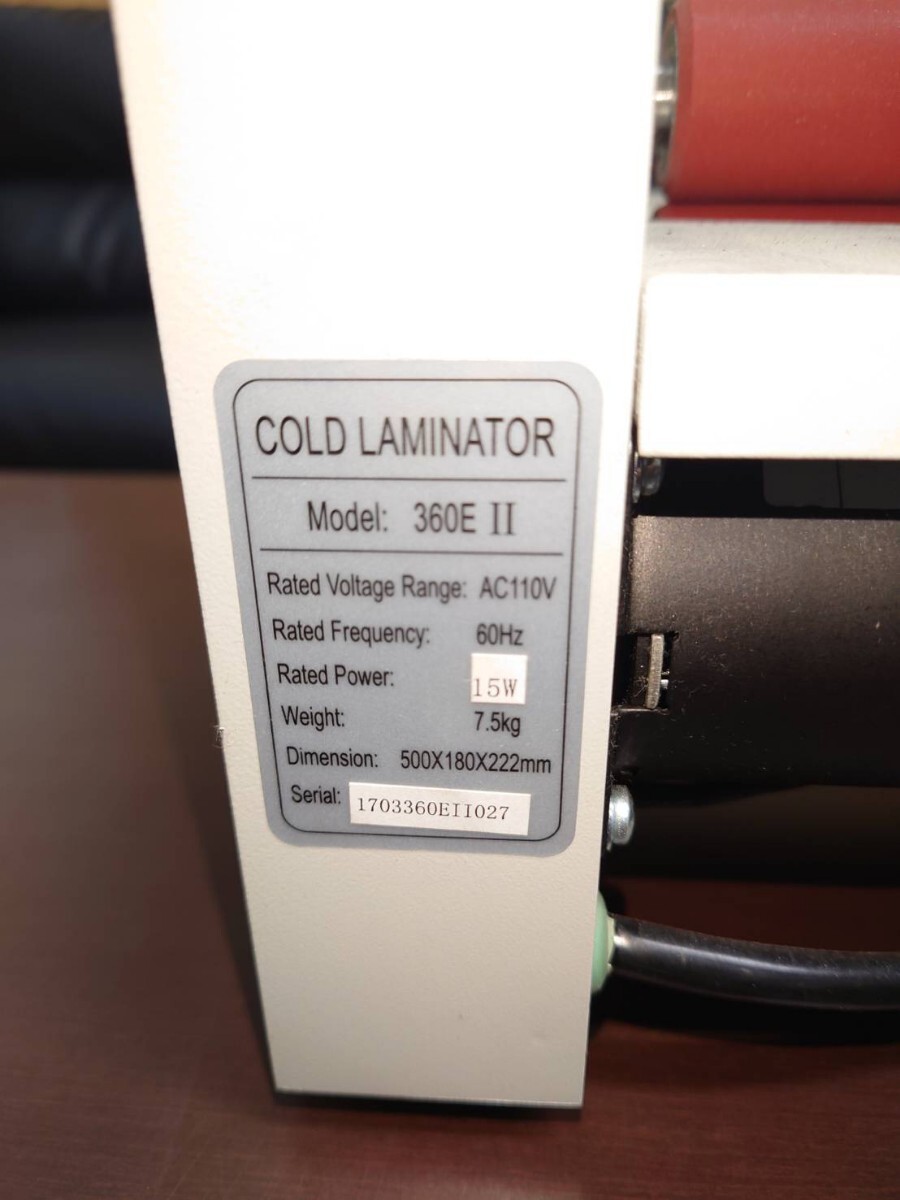 COLD LAMINATOR
Model: 360E II
Rated Voltage Range: AC110V
Rated Frequency: 60Hz
Rated Power: 15W
Weight: 7.5kg
Dimension: 500X180X222mm
Serial: 1703360EII027